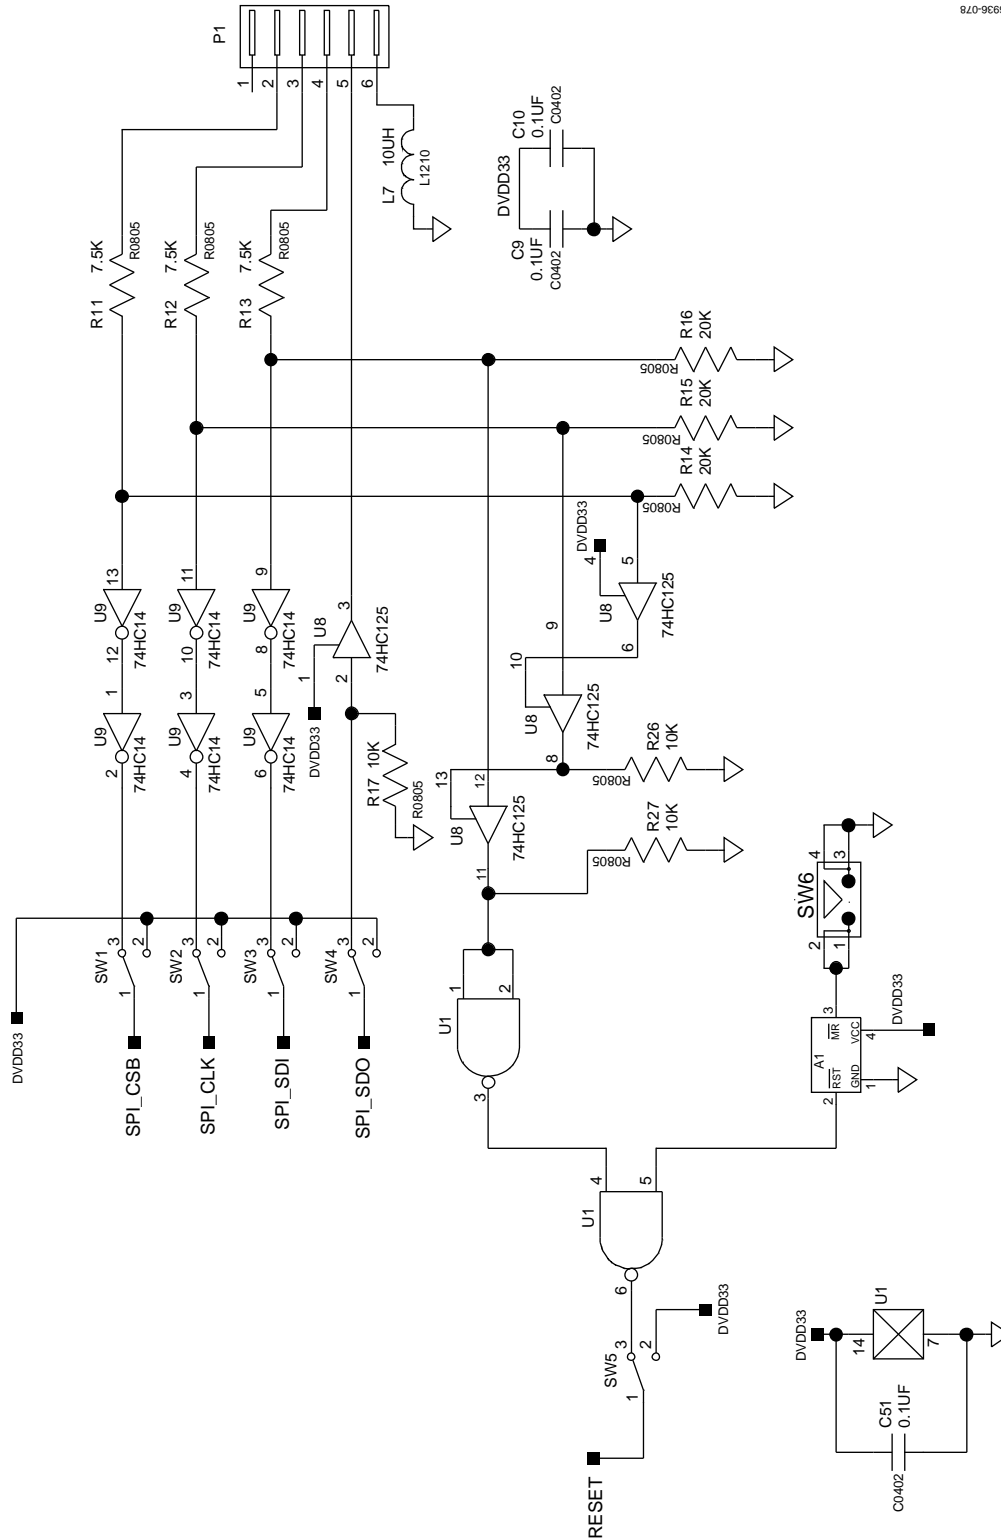 6936-078
P1
1
2
3
4
5
6
R11 7.5K
R0805
R12 7.5K
R0805
R13 7.5K
R0805
L7 10UH
L1210
DVDD33
C9
0.1UF
C0402
C10
0.1UF
C0402
R16
20K
R0805
R15
20K
R0805
R14
20K
R0805
U9
13
12
74HC14
U9
11
10
74HC14
U9
9
8
74HC14
U9
1
2
74HC14
U9
3
4
74HC14
U9
5
6
74HC14
U8
1
2
3
74HC125
DVDD33
R17 10K
R0805
DVDD33
4
5
U8
6
74HC125
9
10
U8
8
74HC125
12
13
U8
11
74HC125
R26
10K
R0805
R27
10K
R0805
DVDD33
SW1
3
2
1
SPI_CSB
SW2
3
2
1
SPI_CLK
SW3
3
2
1
SPI_SDI
SW4
3
2
1
SPI_SDO
U1
1
2
3
SW6
4
3
2
1
A1
3
MR
VCC
4
DVDD33
RST
GND
2
1
U1
4
5
6
SW5
3
2
1
DVDD33
RESET
DVDD33
U1
14
7
C51
0.1UF
C0402